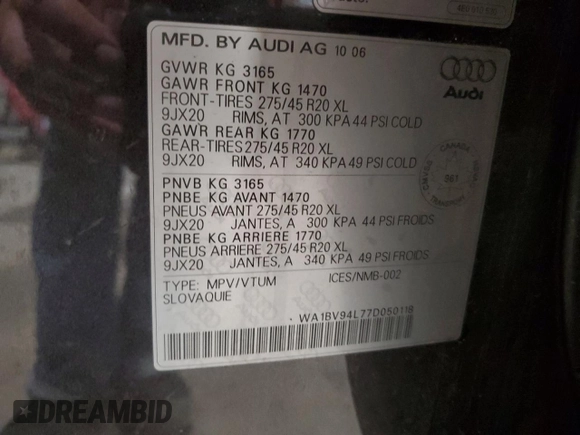 MFD. BY AUDI AG 10 06
GVWR KG 3165
GAWR FRONT KG 1470
FRONT-TIRES 275/45 R20 XL
9JX20 RIMS, AT 300 KPA 44 PSI COLD
GAWR REAR KG 1770
REAR-TIRES 275/45 R20 XL
9JX20 RIMS, AT 340 KPA 49 PSI COLD
PNVB KG 3165
PNBE KG AVANT 1470
PNEUS AVANT 275/45 R20 XL
9JX20 JANTES, A 300 KPA 44 PSI FROIDS
PNBE KG ARRIERE 1770
PNEUS ARRIERE 275/45 R20 XL
9JX20 JANTES, A 340 KPA 49 PSI FROIDS
TYPE: MPV/VTUM ICES/NMB-002
SLOVAQUIE
WA1BV94L77D050118
Audi
CANADA
961
TRANSPORT
DREAMBID